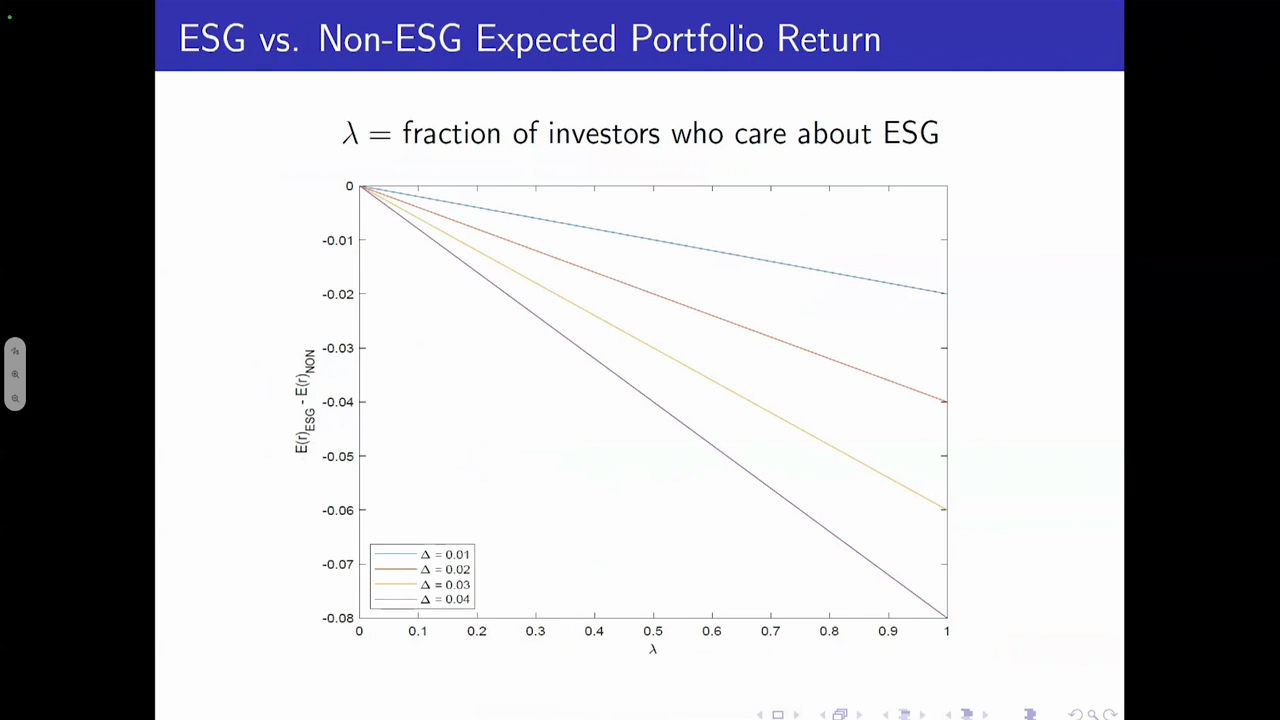 ESG vs. Non-ESG Expected Portfolio Return
λ = fraction of investors who care about ESG
0
-0.01
-0.02
-0.03
-0.04
-0.05
-0.06
-0.07
-0.08
E(r)ESG - E(r)NON
Δ = 0.01
Δ = 0.02
Δ = 0.03
Δ = 0.04
0 0.1 0.2 0.3 0.4 0.5 0.6 0.7 0.8 0.9 1
λ